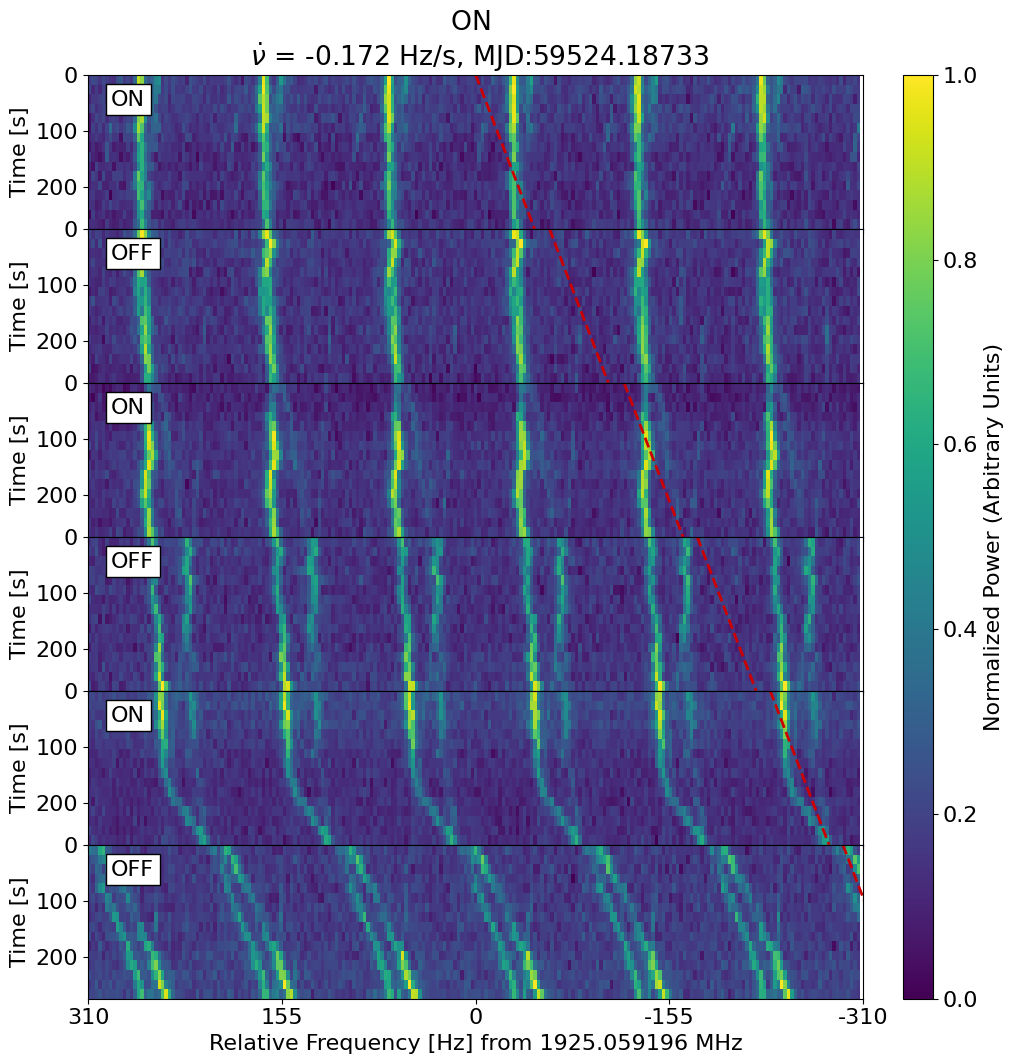 ON
ν̇ = -0.172 Hz/s, MJD:59524.18733
0
ON
100
200
Time [s]
0
OFF
100
200
Time [s]
0
ON
100
200
Time [s]
0
OFF
100
200
Time [s]
0
ON
100
200
Time [s]
0
OFF
100
200
Time [s]
310 155 0 -155 -310
Relative Frequency [Hz] from 1925.059196 MHz
1.0
0.8
0.6
0.4
0.2
0.0
Normalized Power (Arbitrary Units)